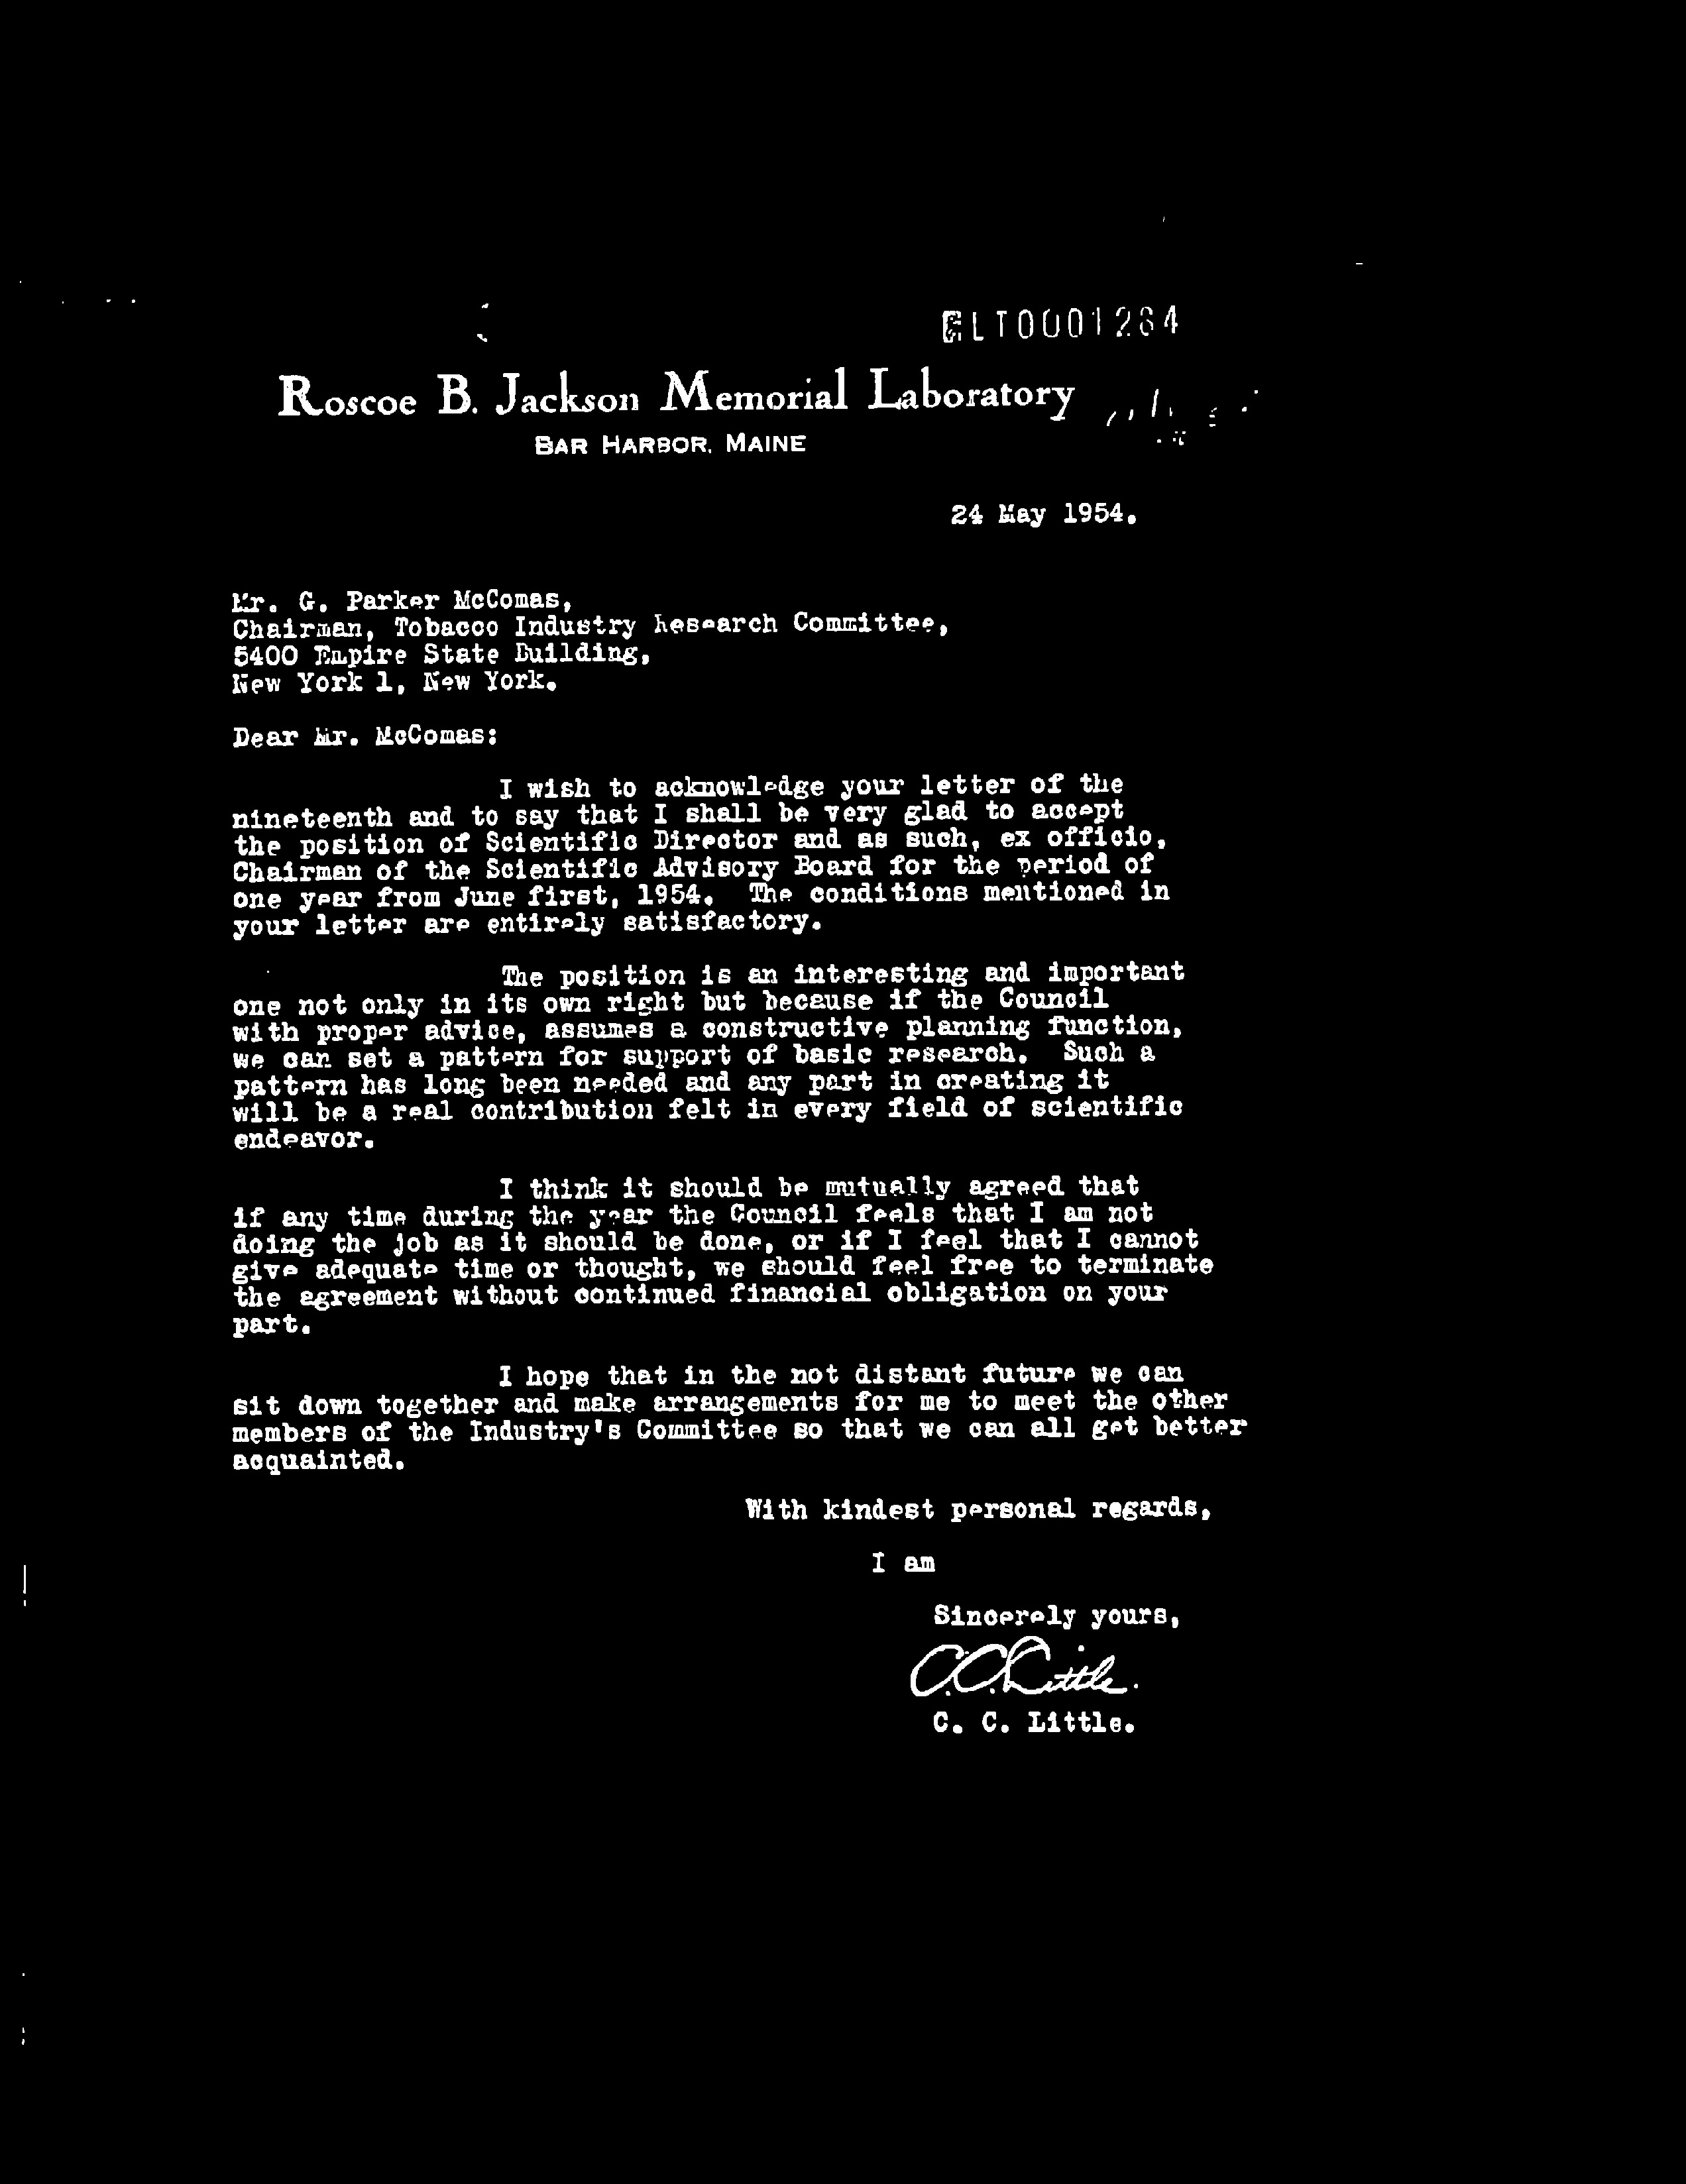 LT0001284
Roscoe B. Jackson Memorial Laboratory
BAR HARBOR, MAINE
24 May 1954.
Mr. G. Parker McComas,
Chairman, Tobacco Industry Research Committee,
5400 Empire State Building,
New York 1, New York.
Dear Mr. McComas:
I wish to acknowledge your letter of the
nineteenth and to say that I shall be very glad to accept
the position of Scientific Director and as such, ex officio,
Chairman of the Scientific Advisory Board for the period of
one year from June first, 1954. The conditions mentioned in
your letter are entirely satisfactory.
The position is an interesting and important
one not only in its own right but because if the Council
with proper advice, assumes a constructive planning function,
we can set a pattern for support of basic research. Such a
pattern has long been needed and any part in creating it
will be a real contribution felt in every field of scientific
endeavor.
I think it should be mutually agreed that
if any time during the year the Council feels that I am not
doing the job as it should be done, or if I feel that I cannot
give adequate time or thought, we should feel free to terminate
the agreement without continued financial obligation on your
part.
I hope that in the not distant future we can
sit down together and make arrangements for me to meet the other
members of the Industry's Committee so that we can all get better
acquainted.
With kindest personal regards,
I am
Sincerely yours,
C.C. Little.
C. C. Little.